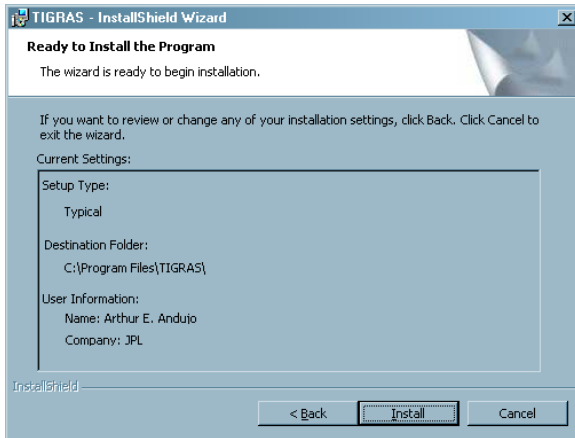 TIGRAS - InstallShield Wizard
Ready to Install the Program
The wizard is ready to begin installation.
If you want to review or change any of your installation settings, click Back. Click Cancel to
exit the wizard.
Current Settings:
Setup Type:
Typical
Destination Folder:
C:\Program Files\TIGRAS\
User Information:
Name: Arthur E. Andujo
Company: JPL
InstallShield
< Back Install Cancel